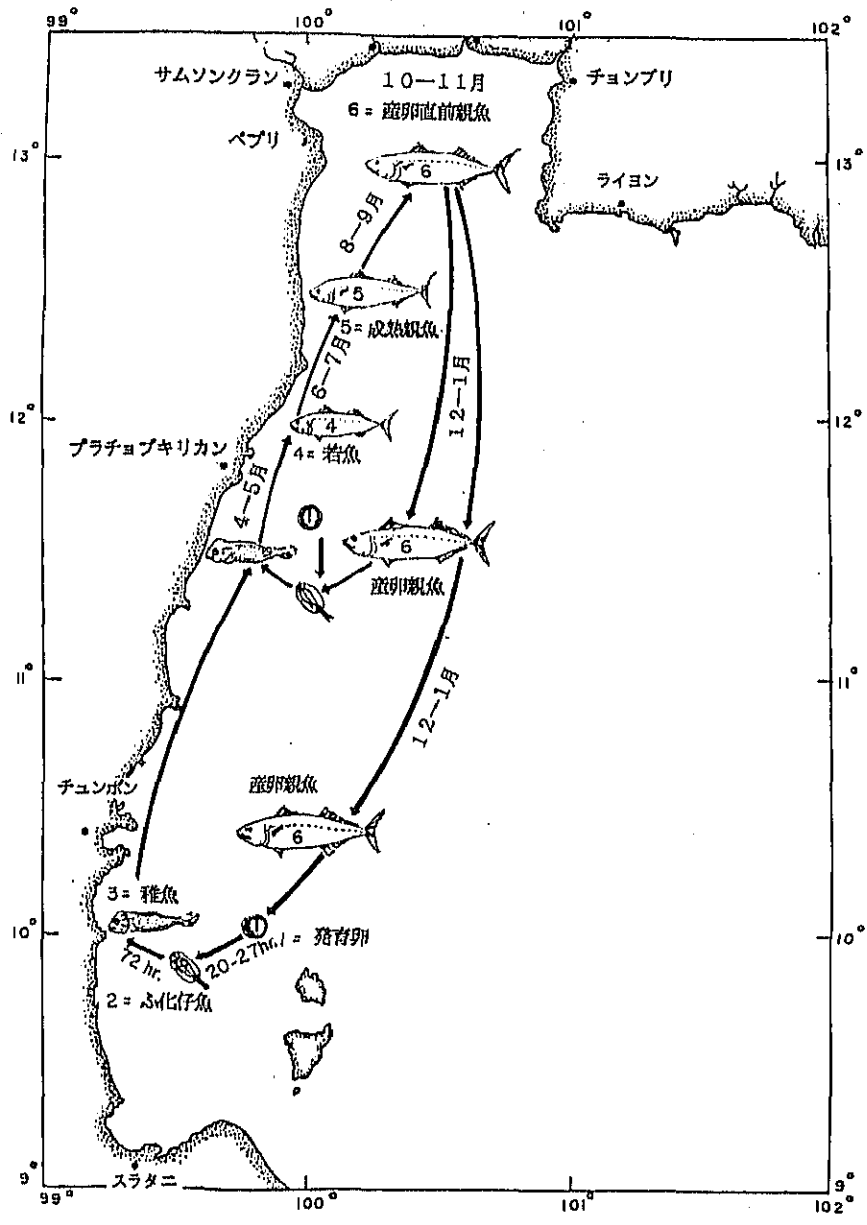 99°
100°
101°
102°
サムソンクラン
10－11月
チョンブリ
6＝産卵直前親魚
ペブリ
13°
13°
6
ライヨン
8－9月
5
5＝成熟親魚
6－7月
12°
12°
4
プラチョブキリカン
4＝若魚
4－5月
12－1月
1
6
産卵親魚
11°
11°
12－1月
チュンポン
産卵親魚
6
3＝稚魚
10°
10°
1
72 hr.
20-27hr.
1＝発育卵
2＝ふ化仔魚
9°
スラタニ
9°
99°
100°
101°
102°